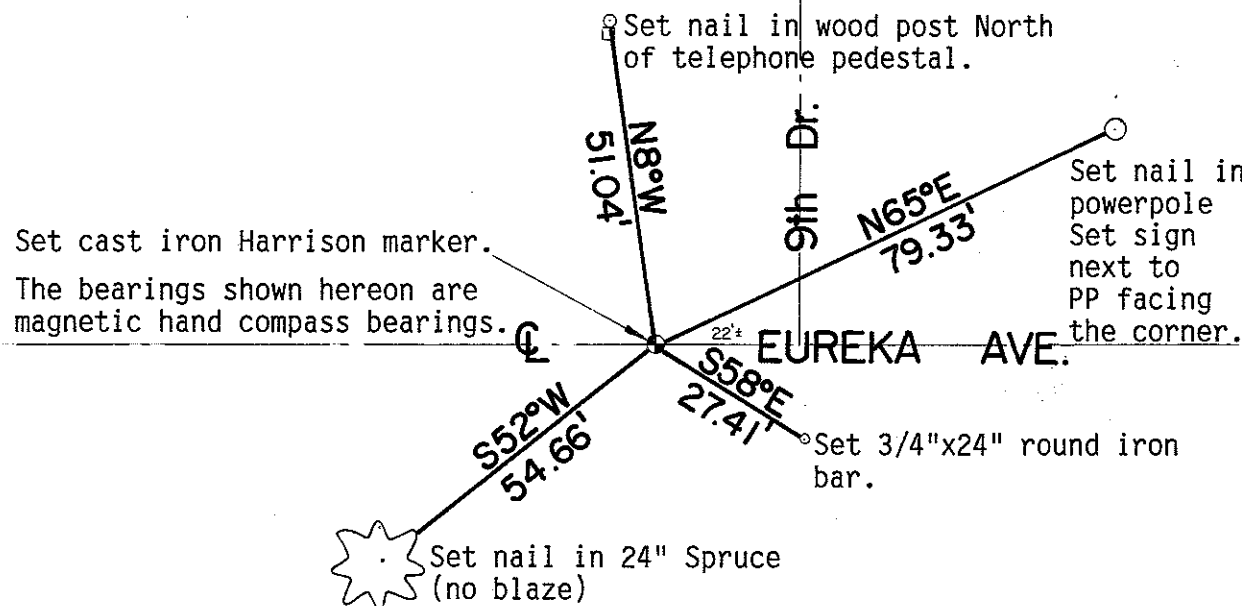 Set nail in wood post North
of telephone pedestal.
N8°W
51.04'
9th Dr.
N65°E
79.33'
Set nail in
powerpole
Set sign
next to
PP facing
the corner.
Set cast iron Harrison marker.
The bearings shown hereon are
magnetic hand compass bearings.
℄
22'±
EUREKA AVE.
S58°E
27.41'
S52°W
54.66'
Set 3/4"x24" round iron
bar.
Set nail in 24" Spruce
(no blaze)